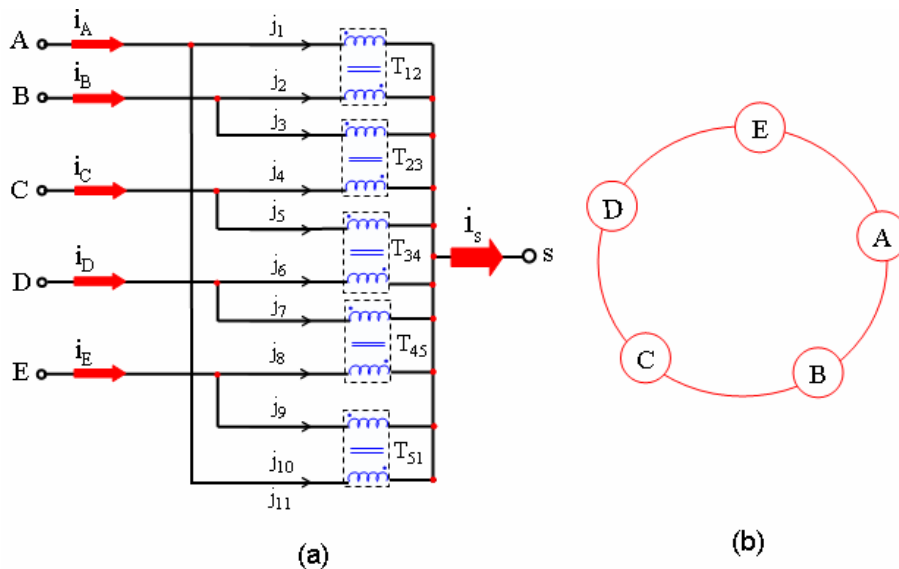 A i_A j_1 T_12
B i_B j_2
j_3 T_23
C i_C j_4
j_5 T_34
i_s s
D i_D j_6
j_7 T_45
E i_E j_8
j_9 T_51
j_10
j_11
(a)
E
D
A
C
B
(b)